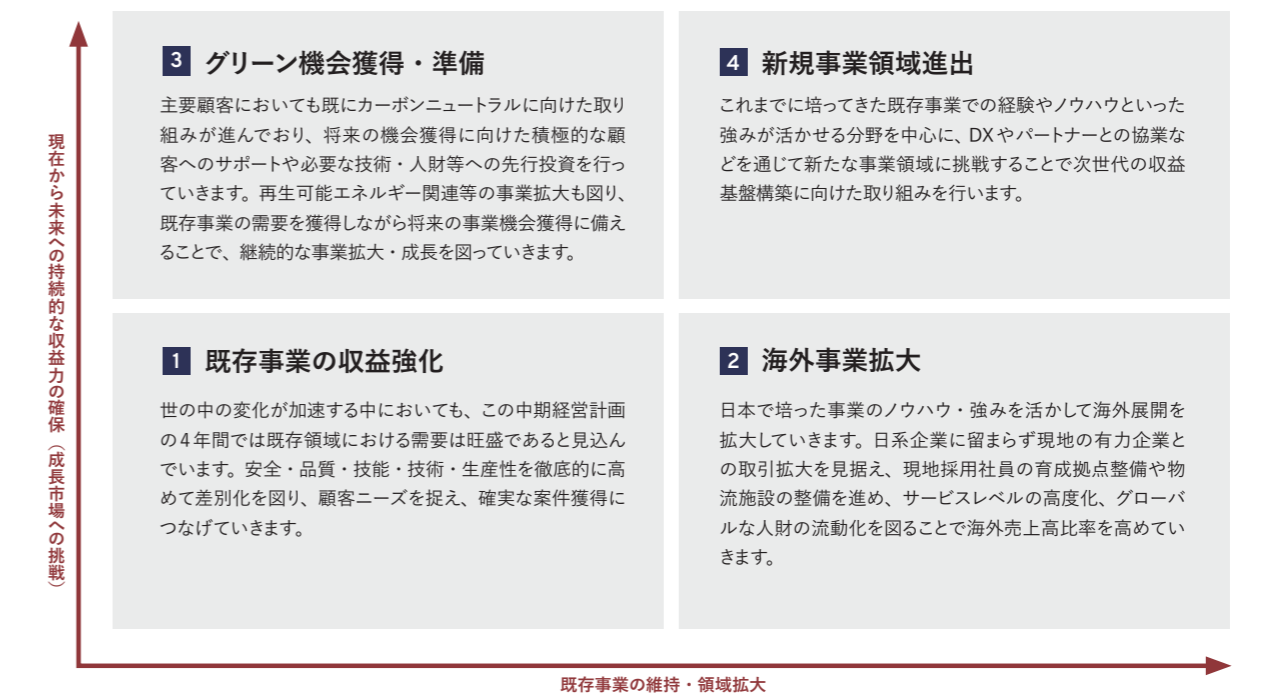 現在から未来への持続的な収益力の確保（成長市場への挑戦）
3 グリーン機会獲得・準備
主要顧客においても既にカーボンニュートラルに向けた取り
組みが進んでおり、将来の機会獲得に向けた積極的な顧
客へのサポートや必要な技術・人財等への先行投資を行っ
ていきます。再生可能エネルギー関連等の事業拡大も図り、
既存事業の需要を獲得しながら将来の事業機会獲得に備え
ることで、継続的な事業拡大・成長を図っていきます。
4 新規事業領域進出
これまでに培ってきた既存事業での経験やノウハウといった
強みが活かせる分野を中心に、DXやパートナーとの協業な
どを通じて新たな事業領域に挑戦することで次世代の収益
基盤構築に向けた取り組みを行います。
1 既存事業の収益強化
世の中の変化が加速する中においても、この中期経営計画
の4年間では既存領域における需要は旺盛であると見込ん
でいます。安全・品質・技能・技術・生産性を徹底的に高
めて差別化を図り、顧客ニーズを捉え、確実な案件獲得に
つなげていきます。
2 海外事業拡大
日本で培った事業のノウハウ・強みを活かして海外展開を
拡大していきます。日系企業に留まらず現地の有力企業と
の取引拡大を見据え、現地採用社員の育成拠点整備や物
流施設の整備を進め、サービスレベルの高度化、グローバ
ルな人財の流動化を図ることで海外売上高比率を高めてい
きます。
既存事業の維持・領域拡大